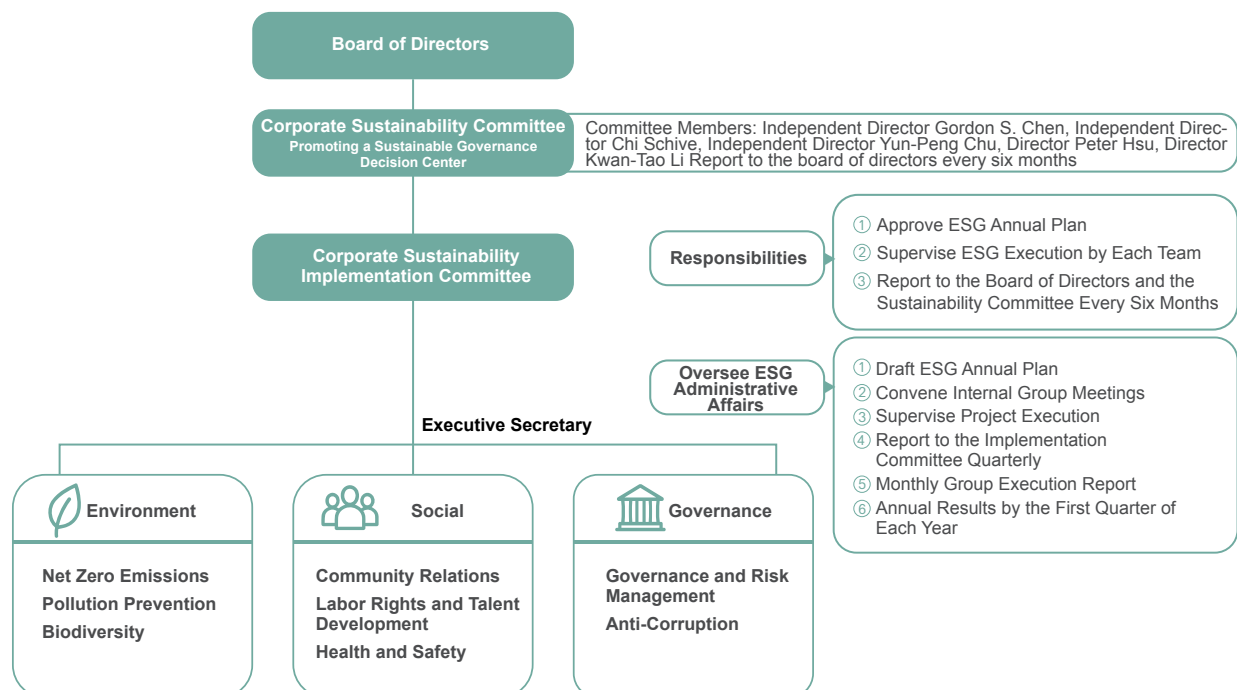 Board of Directors
Corporate Sustainability Committee
Promoting a Sustainable Governance
Decision Center
Committee Members: Independent Director Gordon S. Chen, Independent Direc-
tor Chi Schive, Independent Director Yun-Peng Chu, Director Peter Hsu, Director
Kwan-Tao Li Report to the board of directors every six months
Corporate Sustainability
Implementation Committee
Responsibilities
① Approve ESG Annual Plan
② Supervise ESG Execution by Each Team
③ Report to the Board of Directors and the
Sustainability Committee Every Six Months
Oversee ESG
Administrative
Affairs
① Draft ESG Annual Plan
② Convene Internal Group Meetings
③ Supervise Project Execution
④ Report to the Implementation
Committee Quarterly
⑤ Monthly Group Execution Report
⑥ Annual Results by the First Quarter of
Each Year
Executive Secretary
Environment
Net Zero Emissions
Pollution Prevention
Biodiversity
Social
Community Relations
Labor Rights and Talent
Development
Health and Safety
Governance
Governance and Risk
Management
Anti-Corruption